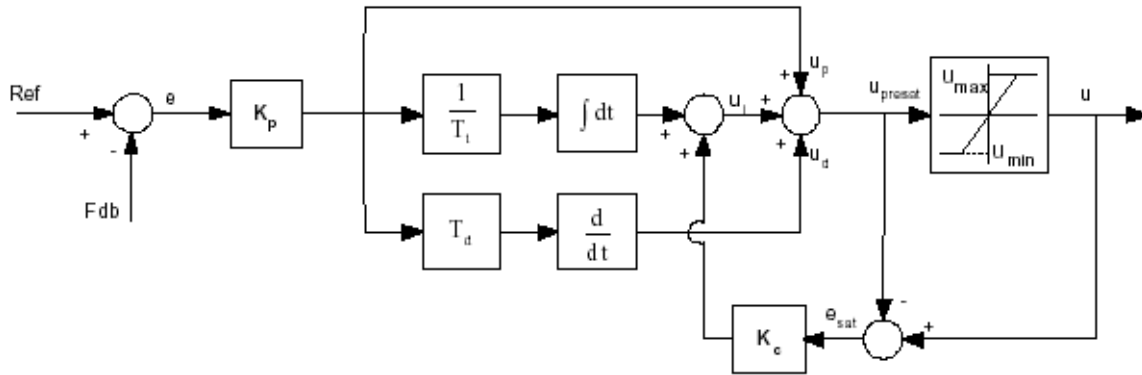 Ref
+
-
e
Fdb
K_p
1
T_i
∫ dt
T_d
d
dt
+
+
u_i
+
u_p
+
+
u_d
u_presat
U_max
U_min
u
-
+
e_sat
K_c